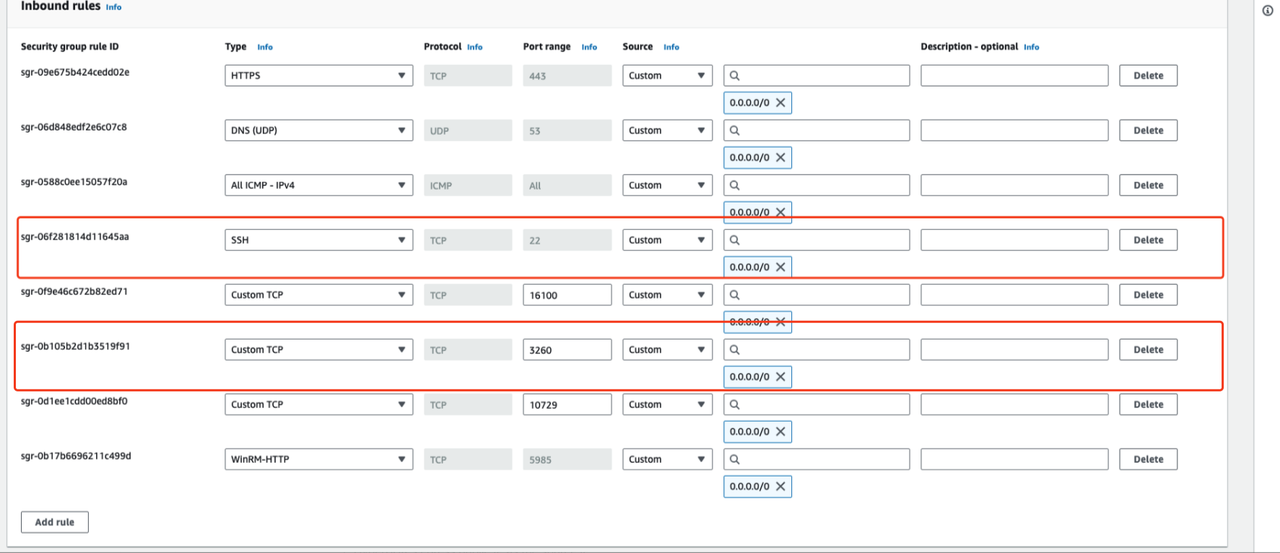 Inbound rules Info
Security group rule ID Type Info Protocol Info Port range Info Source Info Description - optional Info
sgr-09e675b424cedd02e HTTPS TCP 443 Custom Delete
0.0.0.0/0
sgr-06d848edf2e6c07c8 DNS (UDP) UDP 53 Custom Delete
0.0.0.0/0
sgr-0588c0ee15057f20a All ICMP - IPv4 ICMP All Custom Delete
0.0.0.0/0
sgr-06f281814d11645aa SSH TCP 22 Custom Delete
0.0.0.0/0
sgr-0f9e46c672b82ed71 Custom TCP TCP 16100 Custom Delete
0.0.0.0/0
sgr-0b105b2d1b3519f91 Custom TCP TCP 3260 Custom Delete
0.0.0.0/0
sgr-0d1ee1cdd00ed8bf0 Custom TCP TCP 10729 Custom Delete
0.0.0.0/0
sgr-0b17b6696211c499d WinRM-HTTP TCP 5985 Custom Delete
0.0.0.0/0
Add rule